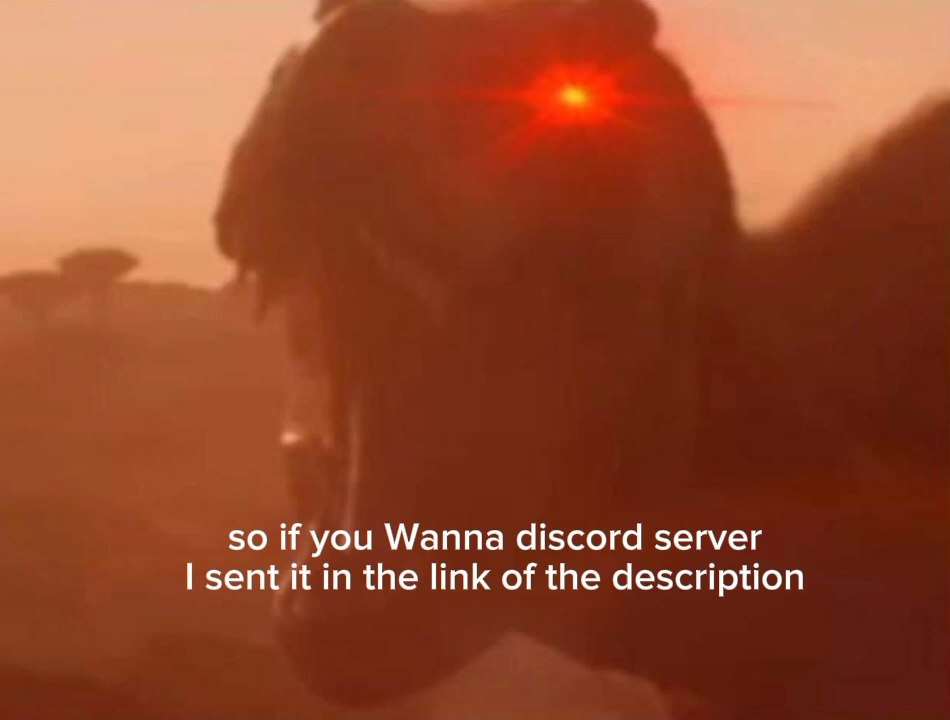 so if you Wanna discord server
I sent it in the link of the description